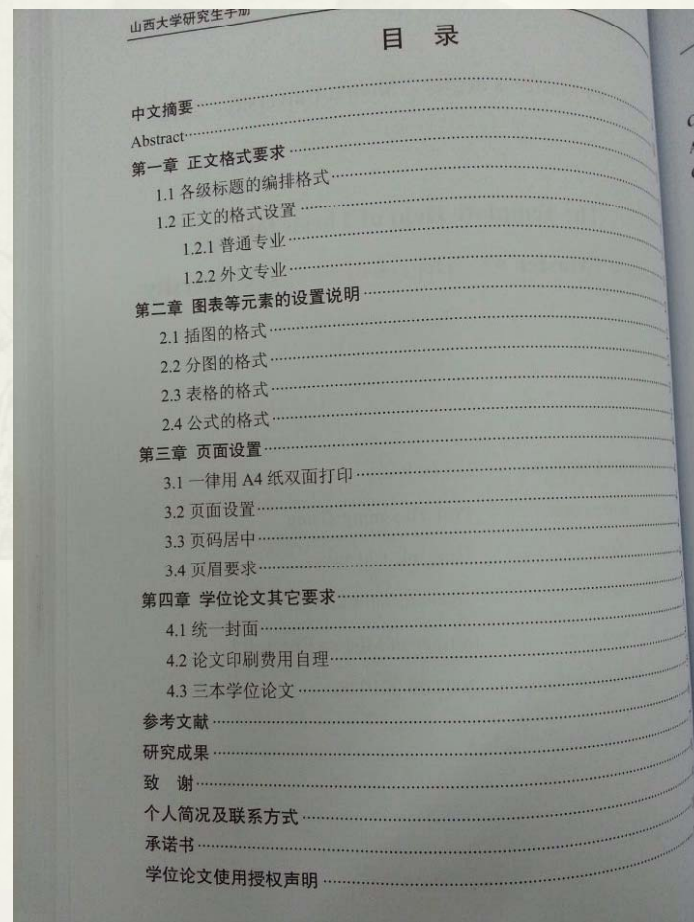 山西大学研究生手册
目 录
中文摘要
Abstract
第一章 正文格式要求
1.1 各级标题的编排格式
1.2 正文的格式设置
1.2.1 普通专业
1.2.2 外文专业
第二章 图表等元素的设置说明
2.1 插图的格式
2.2 分图的格式
2.3 表格的格式
2.4 公式的格式
第三章 页面设置
3.1 一律用 A4 纸双面打印
3.2 页面设置
3.3 页码居中
3.4 页眉要求
第四章 学位论文其它要求
4.1 统一封面
4.2 论文印刷费用自理
4.3 三本学位论文
参考文献
研究成果
致 谢
个人简况及联系方式
承诺书
学位论文使用授权声明